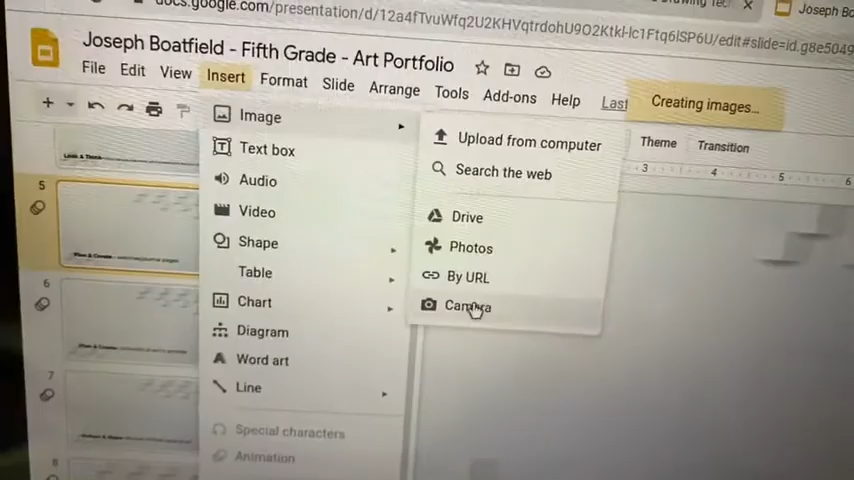 docs.google.com/presentation/d/12a4fTvuWfq2U2KHVqtrdohU9O2Ktkl-lc1Ftq6lSP6U/edit#slide=id.g8e5049
Joseph Bo
Joseph Boatfield - Fifth Grade - Art Portfolio
File Edit View Insert Format Slide Arrange Tools Add-ons Help Last
Creating images...
Image
Text box
Audio
Video
Shape
Table
Chart
Diagram
Word art
Line
Special characters
Animation
Upload from computer
Search the web
Drive
Photos
By URL
Camera
Theme Transition
3 4 5 6
5
6
7
8